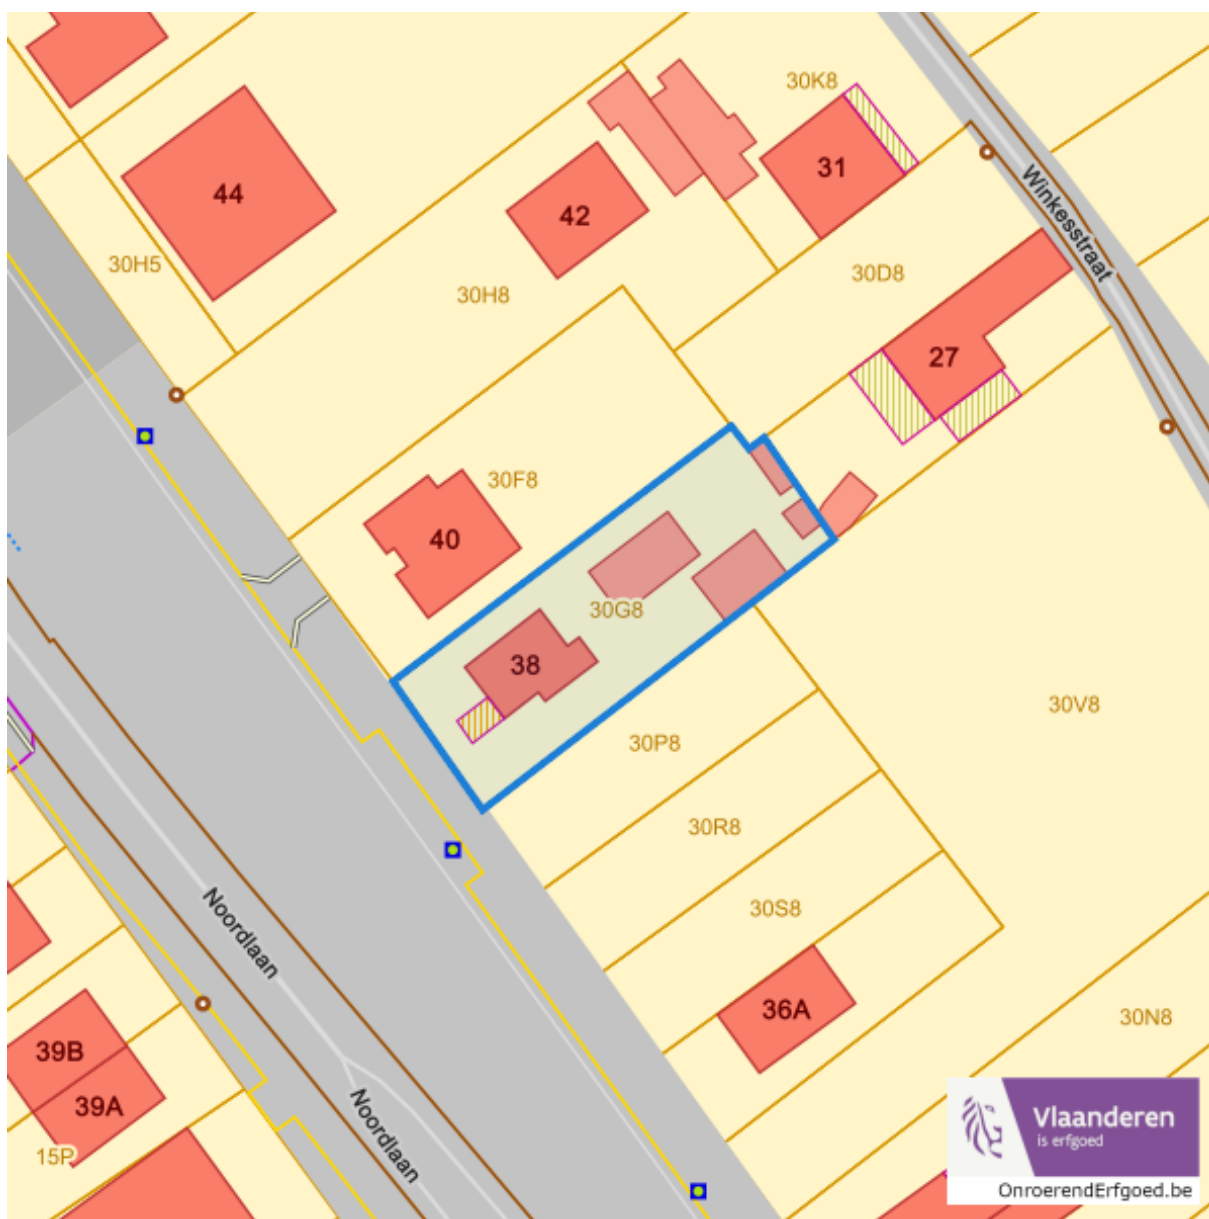 30K8
44
31
42
Winkesstraat
30H5
30D8
30H8
27
30F8
40
30G8
38
30V8
30P8
30R8
30S8
Noordlaan
36A
30N8
39B
39A
Noordlaan
15P
Vlaanderen
is erfgoed
OnroerendErfgoed.be